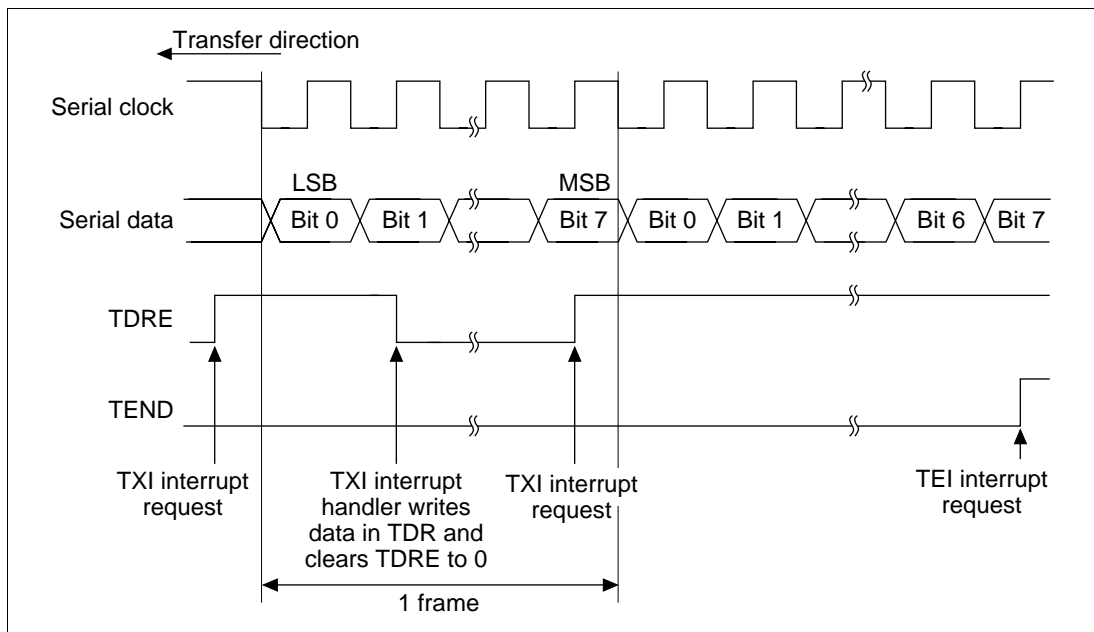 Transfer direction
Serial clock
LSB
MSB
Serial data
Bit 0
Bit 1
Bit 7
Bit 0
Bit 1
Bit 6
Bit 7
TDRE
TEND
TXI interrupt
request
TXI interrupt
handler writes
data in TDR and
clears TDRE to 0
TXI interrupt
request
TEI interrupt
request
1 frame